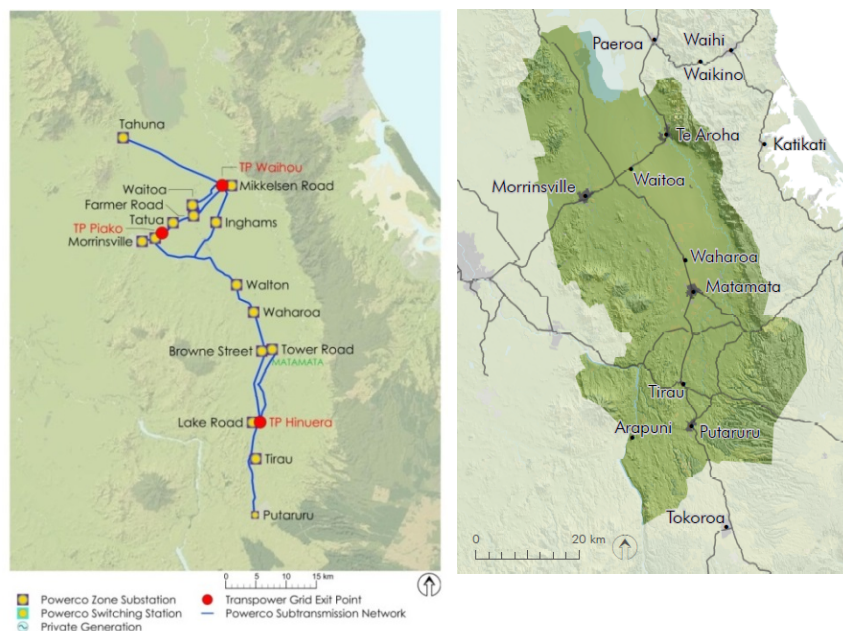 Tahuna
TP Waihou
Waitoa
Mikkelsen Road
Farmer Road
Tatua
TP Piako
Inghams
Morrinsville
Walton
Waharoa
Browne Street
Tower Road
MATAMATA
Lake Road
TP Hinuera
Tirau
Putaruru
0 5 10 15 km
Powerco Zone Substation
Transpower Grid Exit Point
Powerco Switching Station
Powerco Subtransmission Network
Private Generation
Paeroa
Waihi
Waikino
Te Aroha
Katikati
Waitoa
Morrinsville
Waharoa
Matamata
Tirau
Arapuni
Putaruru
Tokoroa
0 20 km